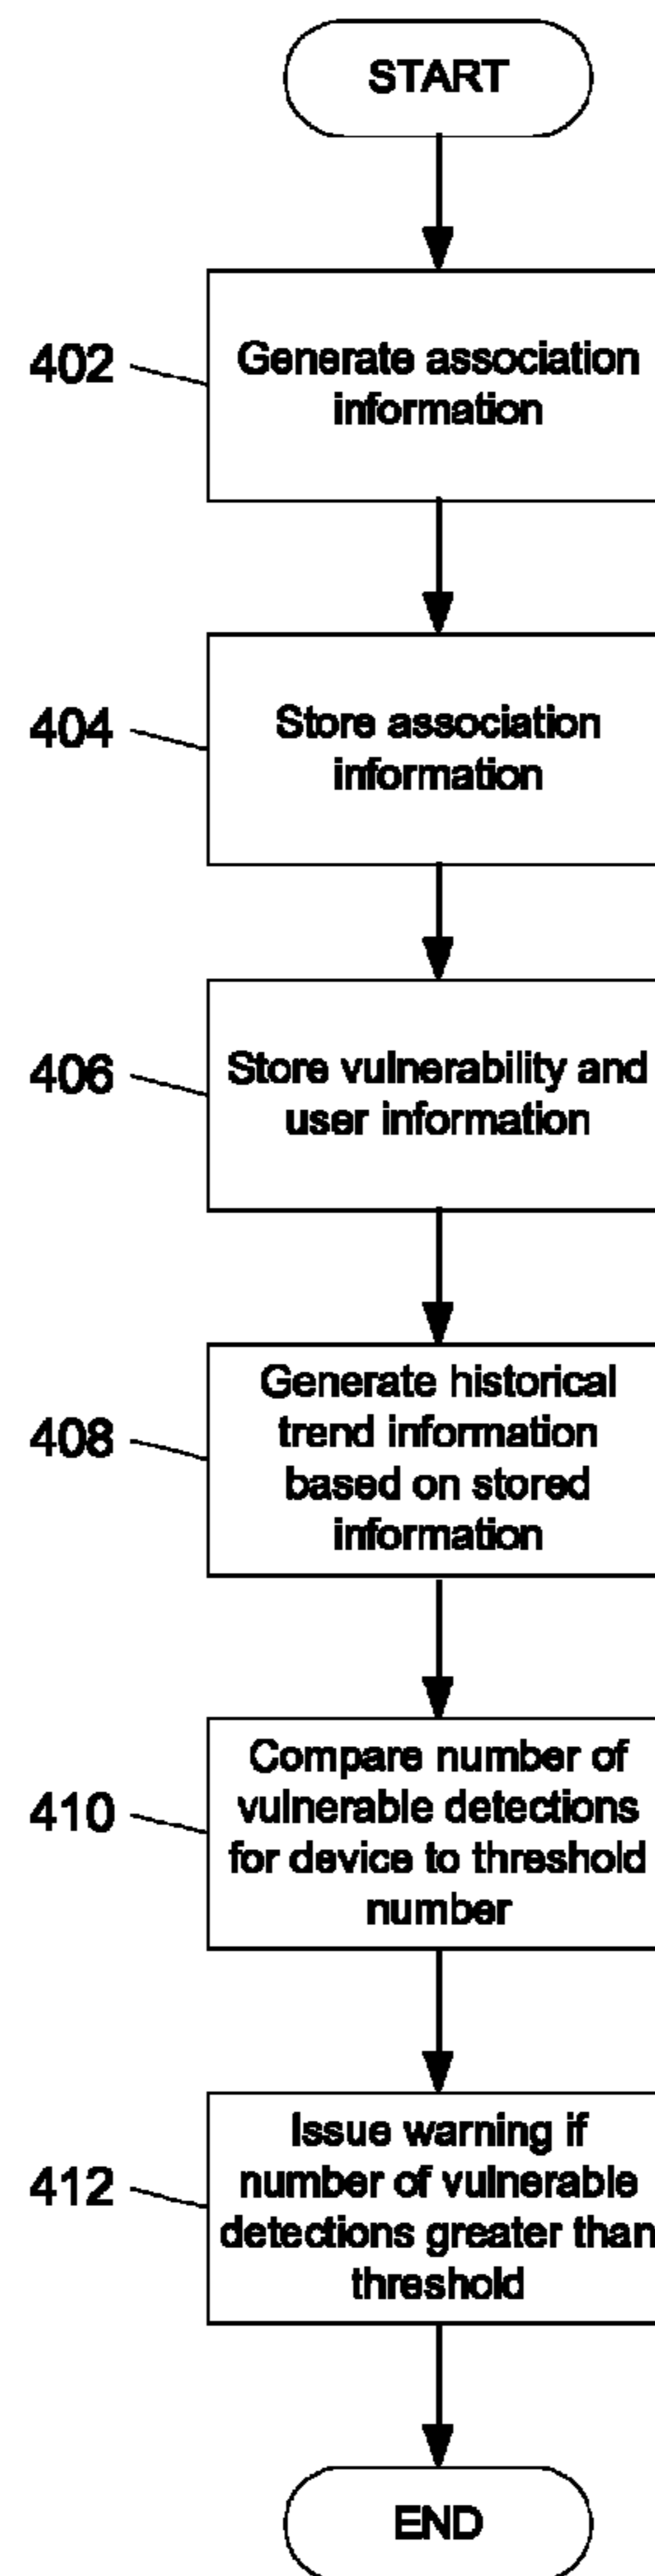 START
402
Generate association
information
404
Store association
information
406
Store vulnerability and
user information
408
Generate historical
trend information
based on stored
information
410
Compare number of
vulnerable detections
for device to threshold
number
412
Issue warning if
number of vulnerable
detections greater than
threshold
END